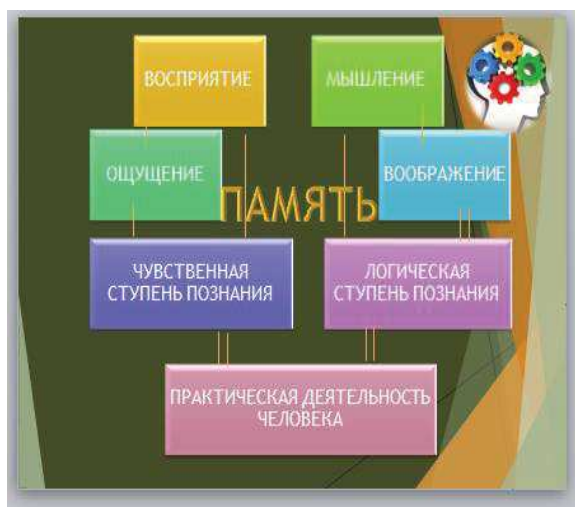 ВОСПРИЯТИЕ
МЫШЛЕНИЕ
ОЩУЩЕНИЕ
ВООБРАЖЕНИЕ
ПАМЯТЬ
ЧУВСТВЕННАЯ
СТУПЕНЬ ПОЗНАНИЯ
ЛОГИЧЕСКАЯ
СТУПЕНЬ ПОЗНАНИЯ
ПРАКТИЧЕСКАЯ ДЕЯТЕЛЬНОСТЬ
ЧЕЛОВЕКА